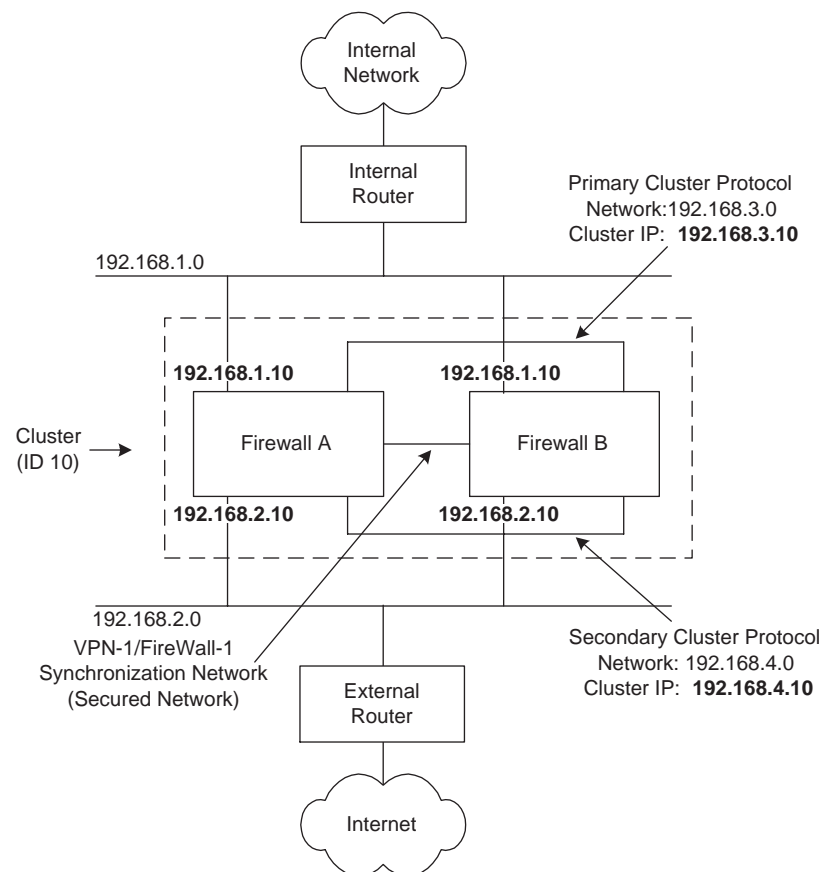 Internal
Network
Internal
Router
Primary Cluster Protocol
Network:192.168.3.0
Cluster IP: 192.168.3.10
192.168.1.0
192.168.1.10
192.168.1.10
Cluster
(ID 10)
Firewall A
Firewall B
192.168.2.10
192.168.2.10
192.168.2.0
VPN-1/FireWall-1
Synchronization Network
(Secured Network)
Secondary Cluster Protocol
Network: 192.168.4.0
Cluster IP: 192.168.4.10
External
Router
Internet